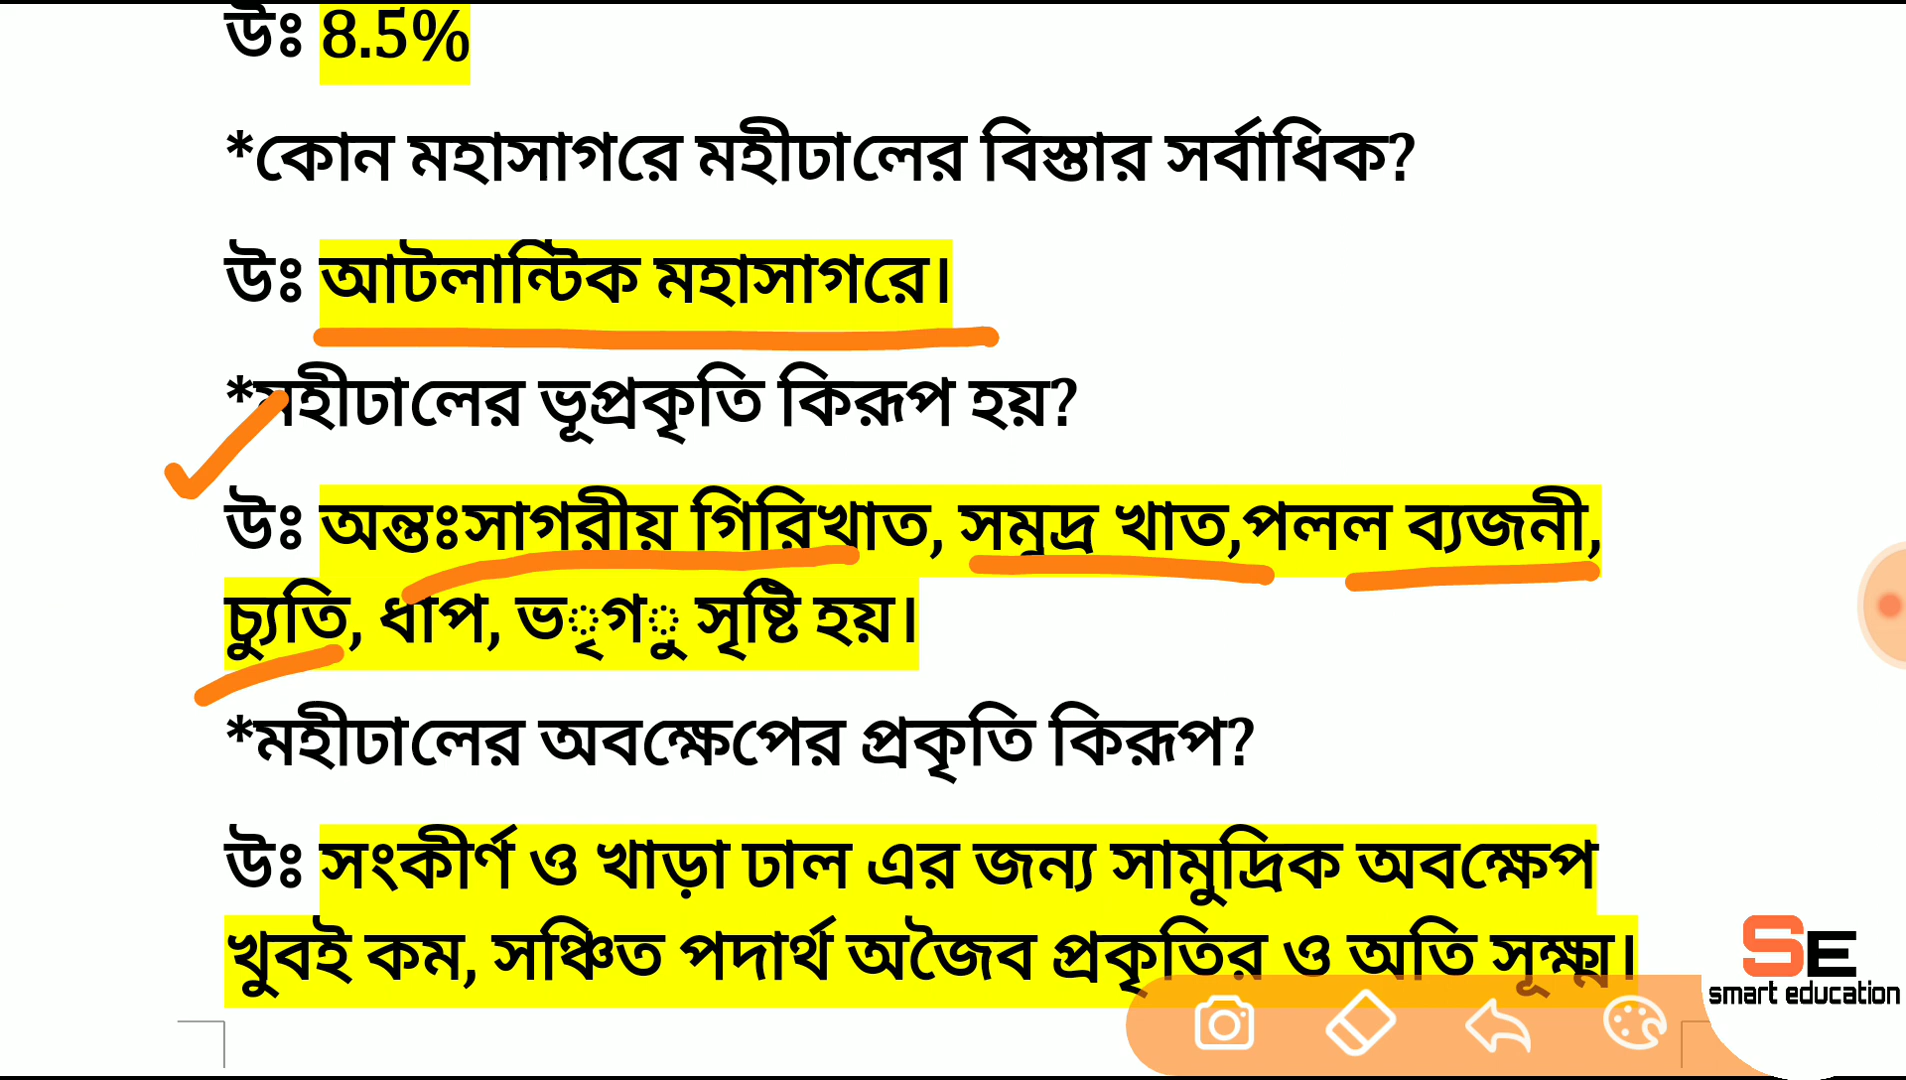 উঃ 8.5%
*কোন মহাসাগরে মহীঢালের বিস্তার সর্বাধিক?
উঃ আটলান্টিক মহাসাগরে।
*মহীঢালের ভূপ্রকৃতি কিরূপ হয়?
উঃ অন্তঃসাগরীয় গিরিখাত, সমুদ্র খাত,পলল ব্যজনী,
চ্যুতি, ধাপ, ভৃগু সৃষ্টি হয়।
*মহীঢালের অবক্ষেপের প্রকৃতি কিরূপ?
উঃ সংকীর্ণ ও খাড়া ঢাল এর জন্য সামুদ্রিক অবক্ষেপ
খুবই কম, সঞ্চিত পদার্থ অজৈব প্রকৃতির ও অতি সূক্ষ্ম।
SE
smart education